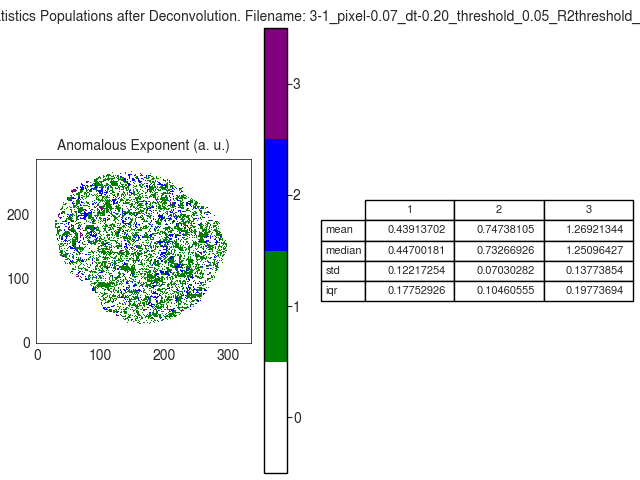 tistics Populations after Deconvolution. Filename: 3-1_pixel-0.07_dt-0.20_threshold_0.05_R2threshold_
Anomalous Exponent (a. u.)
200
100
0
0 100 200 300
3
2
1
0
1 2 3
mean 0.43913702 0.74738105 1.26921344
median 0.44700181 0.73266926 1.25096427
std 0.12217254 0.07030282 0.13773854
iqr 0.17752926 0.10460555 0.19773694